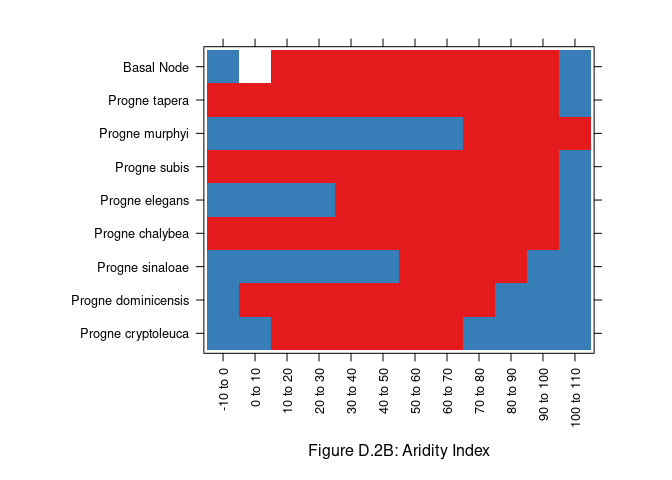 Basal Node
Progne tapera
Progne murphyi
Progne subis
Progne elegans
Progne chalybea
Progne sinaloae
Progne dominicensis
Progne cryptoleuca
-10 to 0
0 to 10
10 to 20
20 to 30
30 to 40
40 to 50
50 to 60
60 to 70
70 to 80
80 to 90
90 to 100
100 to 110
Figure D.2B: Aridity Index